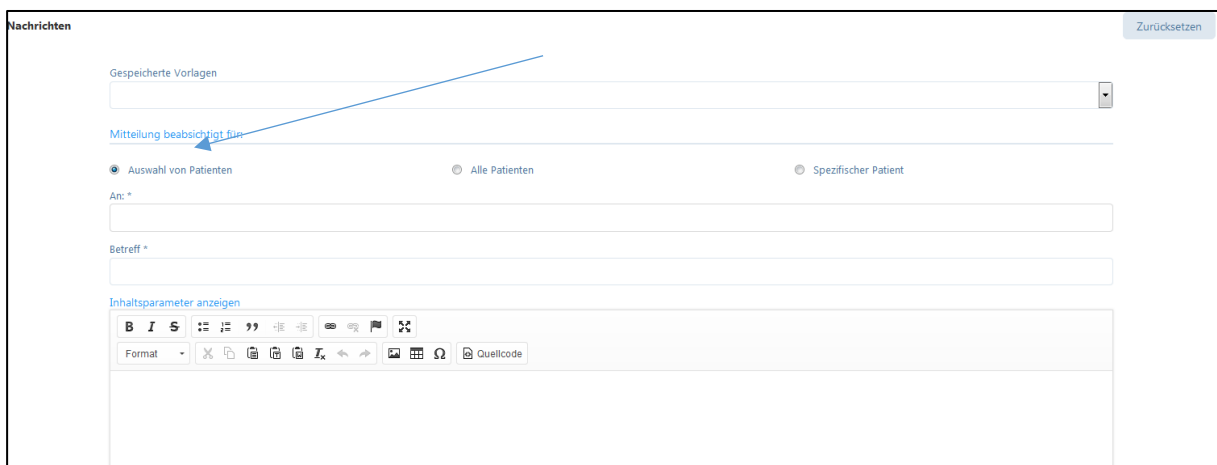 Nachrichten
Zurücksetzen
Gespeicherte Vorlagen
Mitteilung beabsichtigt für:
Auswahl von Patienten
Alle Patienten
Spezifischer Patient
An: *
Betreff *
Inhaltsparameter anzeigen
B I S
Format Ω Quellcode